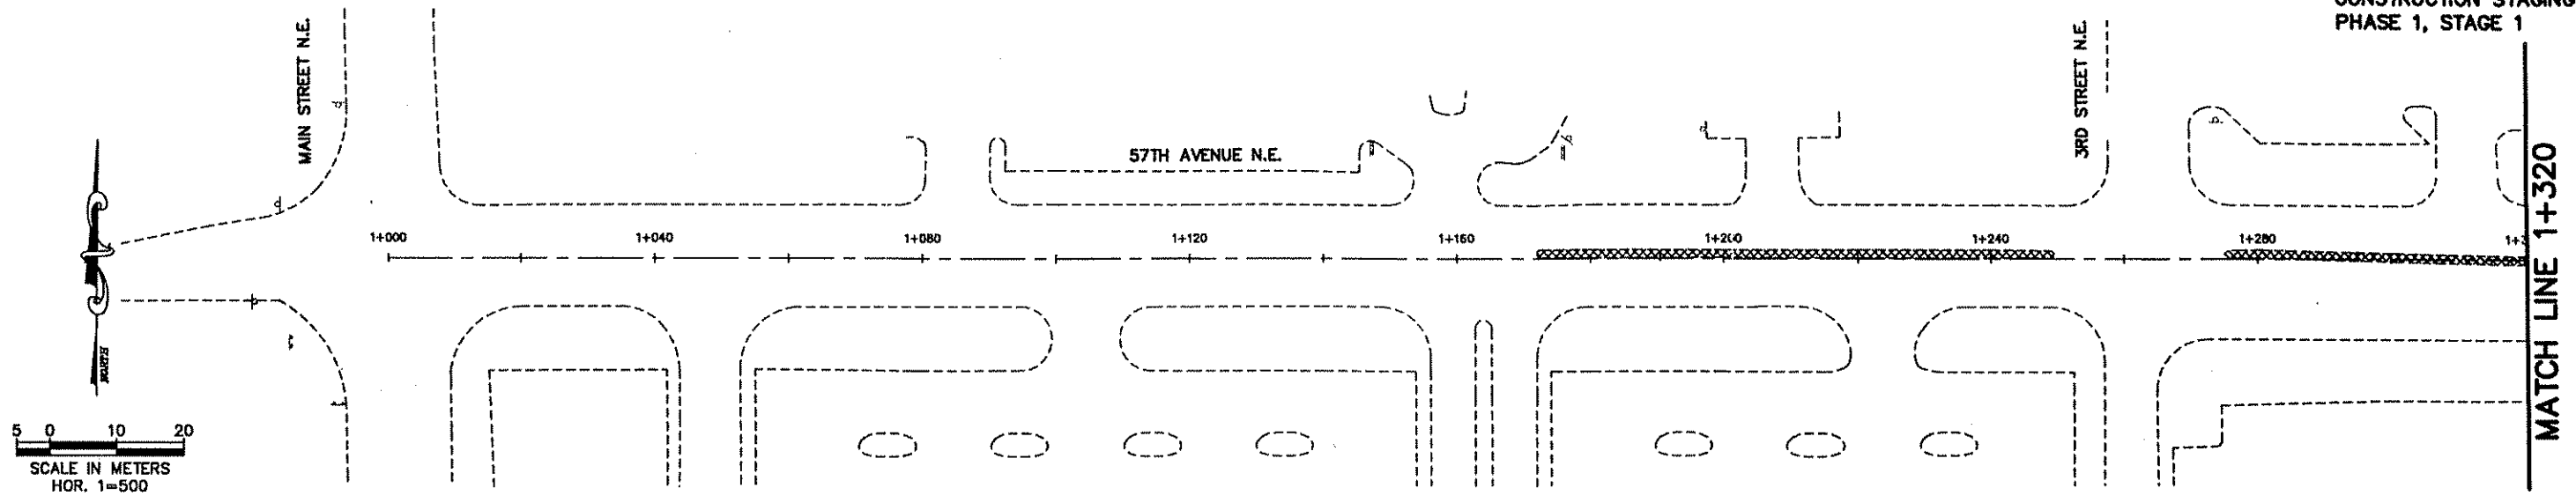 CONSTRUCTION STAGING
PHASE 1, STAGE 1
MAIN STREET N.E.
3RD STREET N.E.
57TH AVENUE N.E.
1+000
1+040
1+080
1+120
1+160
1+200
1+240
1+280
MATCH LINE 1+320
NORTH
5 0 10 20
SCALE IN METERS
HOR. 1=500